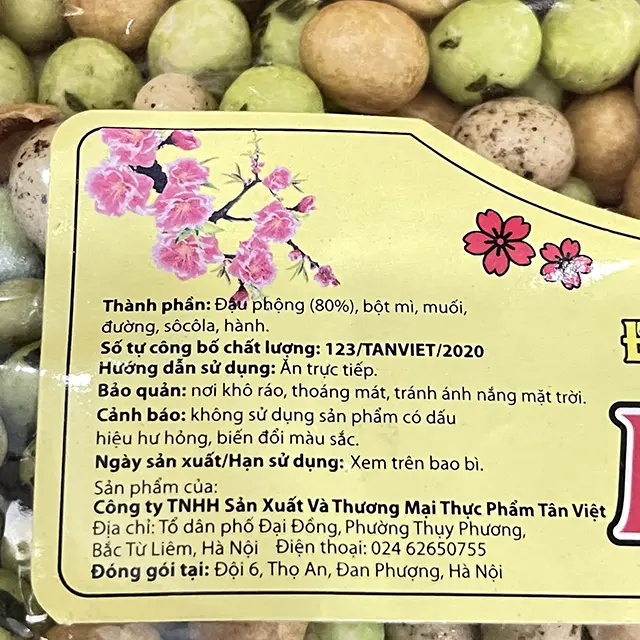 Thành phần: Đậu phộng (80%), bột mì, muối,
đường, sôcôla, hành.
Số tự công bố chất lượng: 123/TANVIET/2020
Hướng dẫn sử dụng: Ăn trực tiếp.
Bảo quản: nơi khô ráo, thoáng mát, tránh ánh nắng mặt trời.
Cảnh báo: không sử dụng sản phẩm có dấu
hiệu hư hỏng, biến đổi màu sắc.
Ngày sản xuất/Hạn sử dụng: Xem trên bao bì.
Sản phẩm của:
Công ty TNHH Sản Xuất Và Thương Mại Thực Phẩm Tân Việt
Địa chỉ: Tổ dân phố Đại Đồng, Phường Thụy Phương,
Bắc Từ Liêm, Hà Nội Điện thoại: 024 62650755
Đóng gói tại: Đội 6, Thọ An, Đan Phượng, Hà Nội